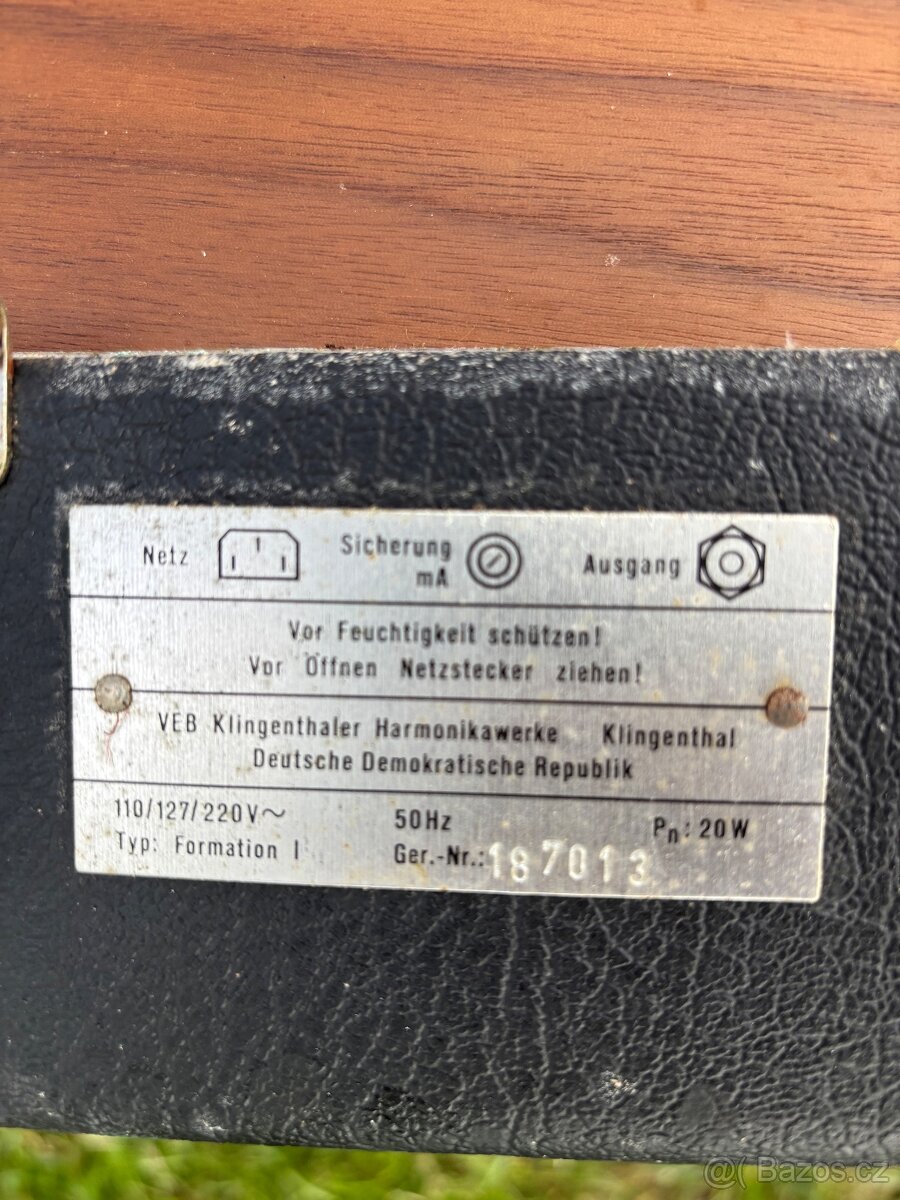 Netz Sicherung mA Ausgang
Vor Feuchtigkeit schützen!
Vor Öffnen Netzstecker ziehen!
VEB Klingenthaler Harmonikawerke Klingenthal
Deutsche Demokratische Republik
110/127/220V~ 50Hz Pn: 20W
Typ: Formation I Ger.-Nr.: 187013
@( Bazos.cz